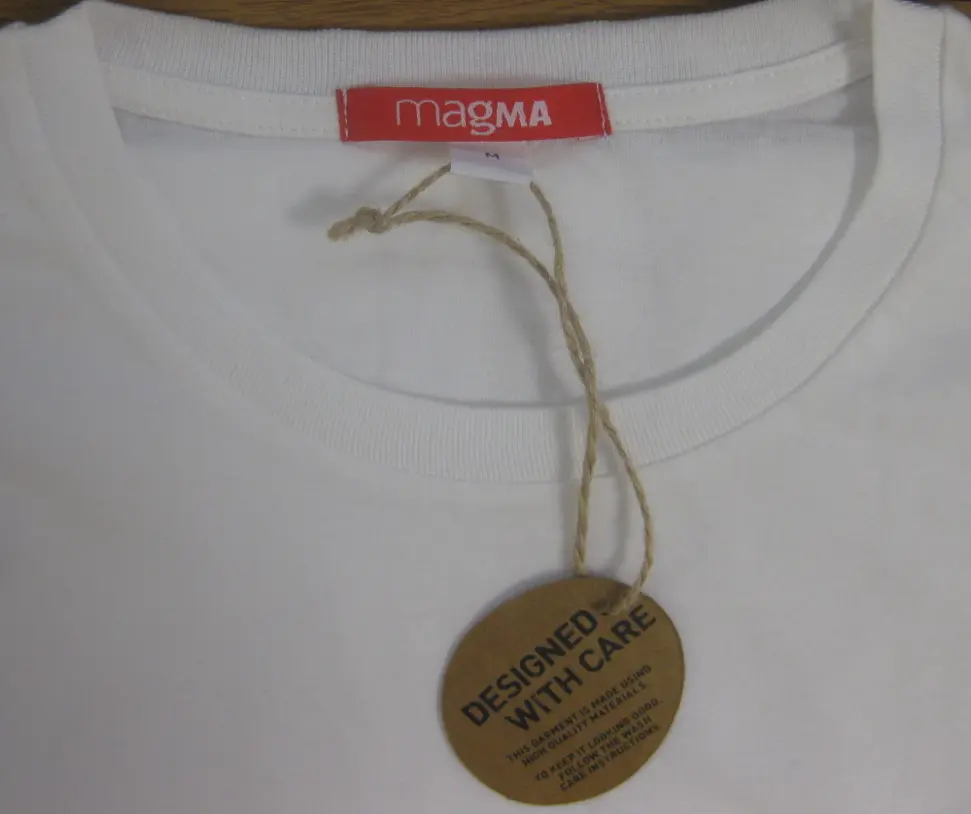 magMA
M
DESIGNED
WITH CARE
THIS GARMENT IS MADE USING
HIGH QUALITY MATERIALS.
TO KEEP IT LOOKING GOOD,
FOLLOW THE WASH
CARE INSTRUCTIONS.